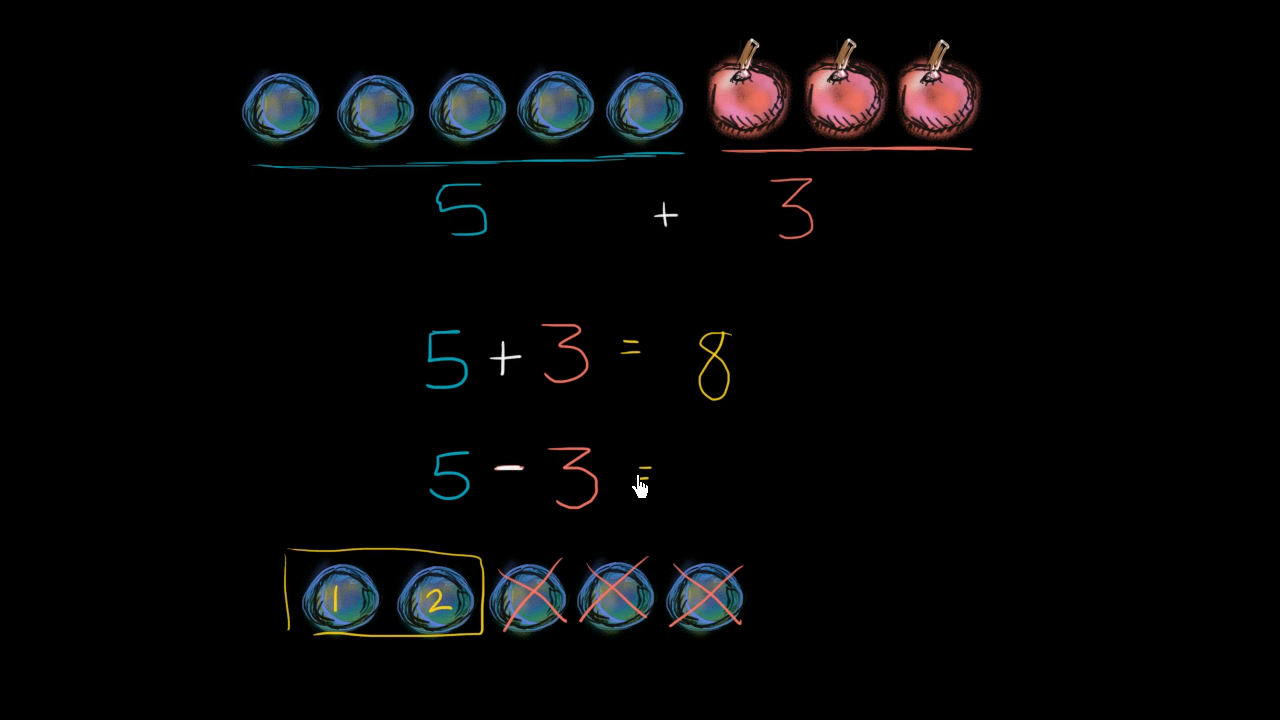 5 + 3
5 + 3 = 8
5 - 3 =
1 2